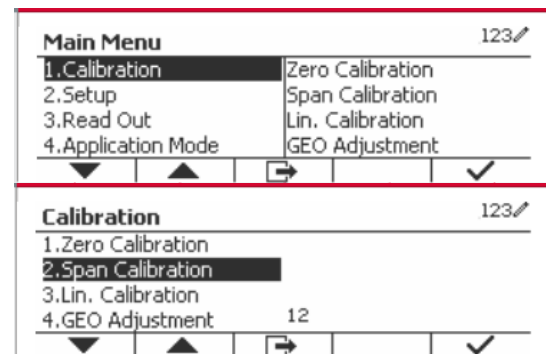 Main Menu 123
1.Calibration Zero Calibration
2.Setup Span Calibration
3.Read Out Lin. Calibration
4.Application Mode GEO Adjustment
Calibration 123
1.Zero Calibration
2.Span Calibration
3.Lin. Calibration
4.GEO Adjustment 12